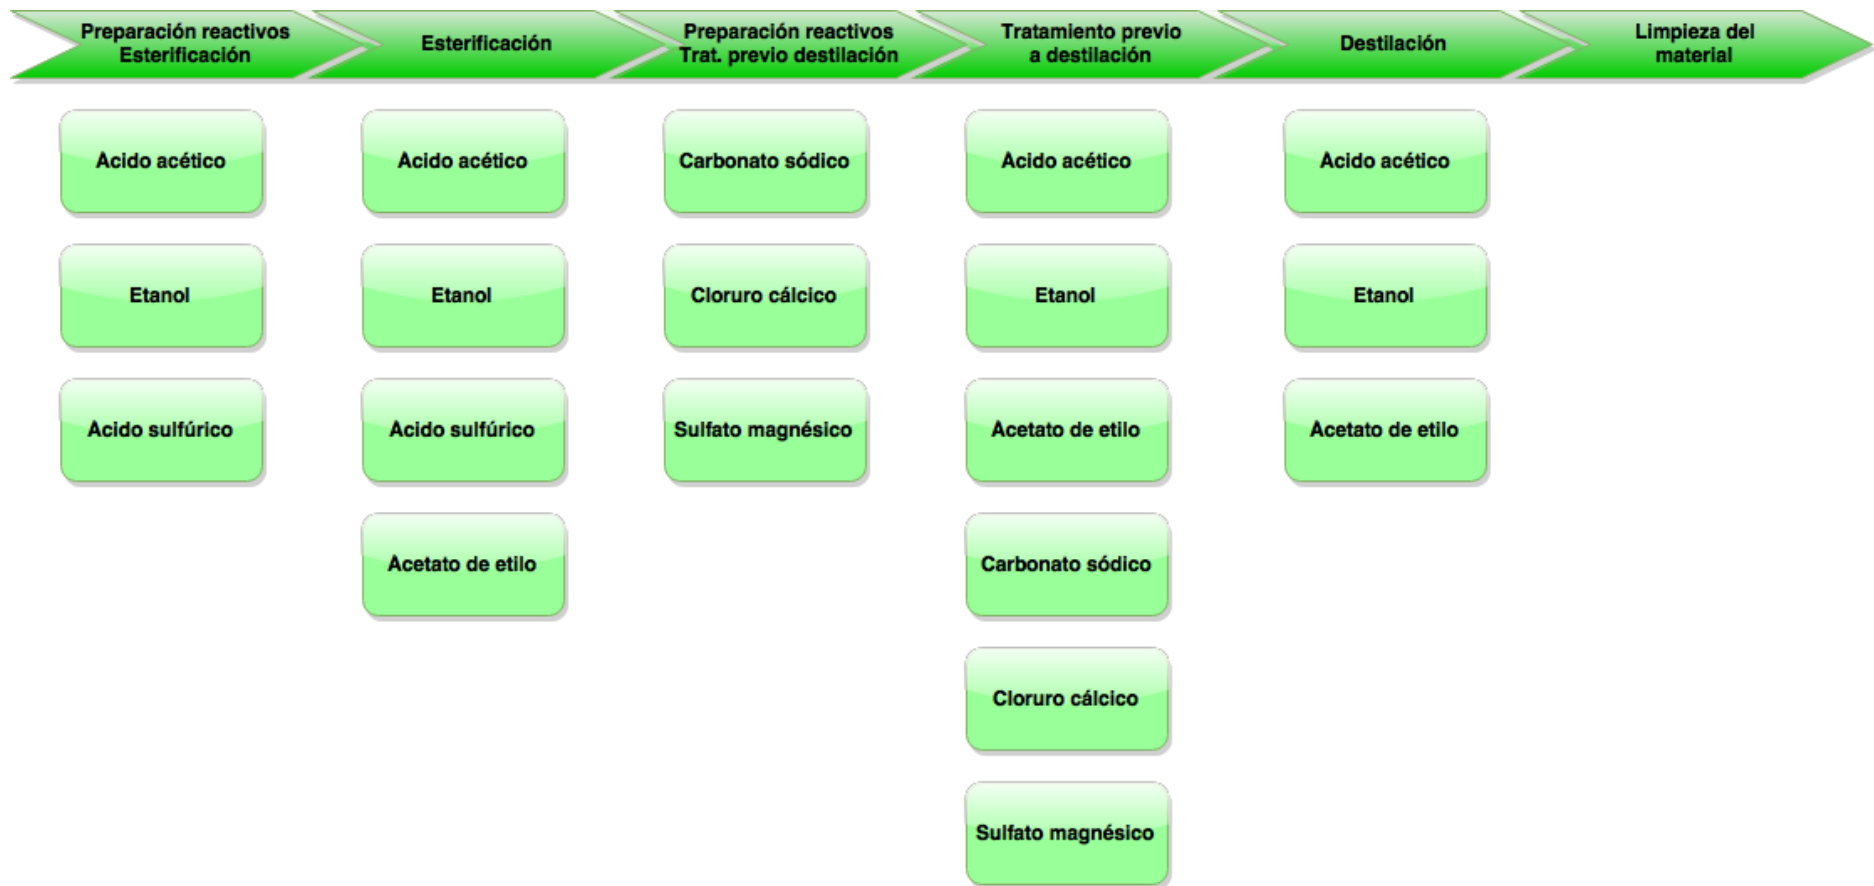 Preparación reactivos
Esterificación
Esterificación
Preparación reactivos
Trat. previo destilación
Tratamiento previo
a destilación
Destilación
Limpieza del
material
Acido acético
Acido acético
Carbonato sódico
Acido acético
Acido acético
Etanol
Etanol
Cloruro cálcico
Etanol
Etanol
Acido sulfúrico
Acido sulfúrico
Sulfato magnésico
Acetato de etilo
Acetato de etilo
Acetato de etilo
Carbonato sódico
Cloruro cálcico
Sulfato magnésico